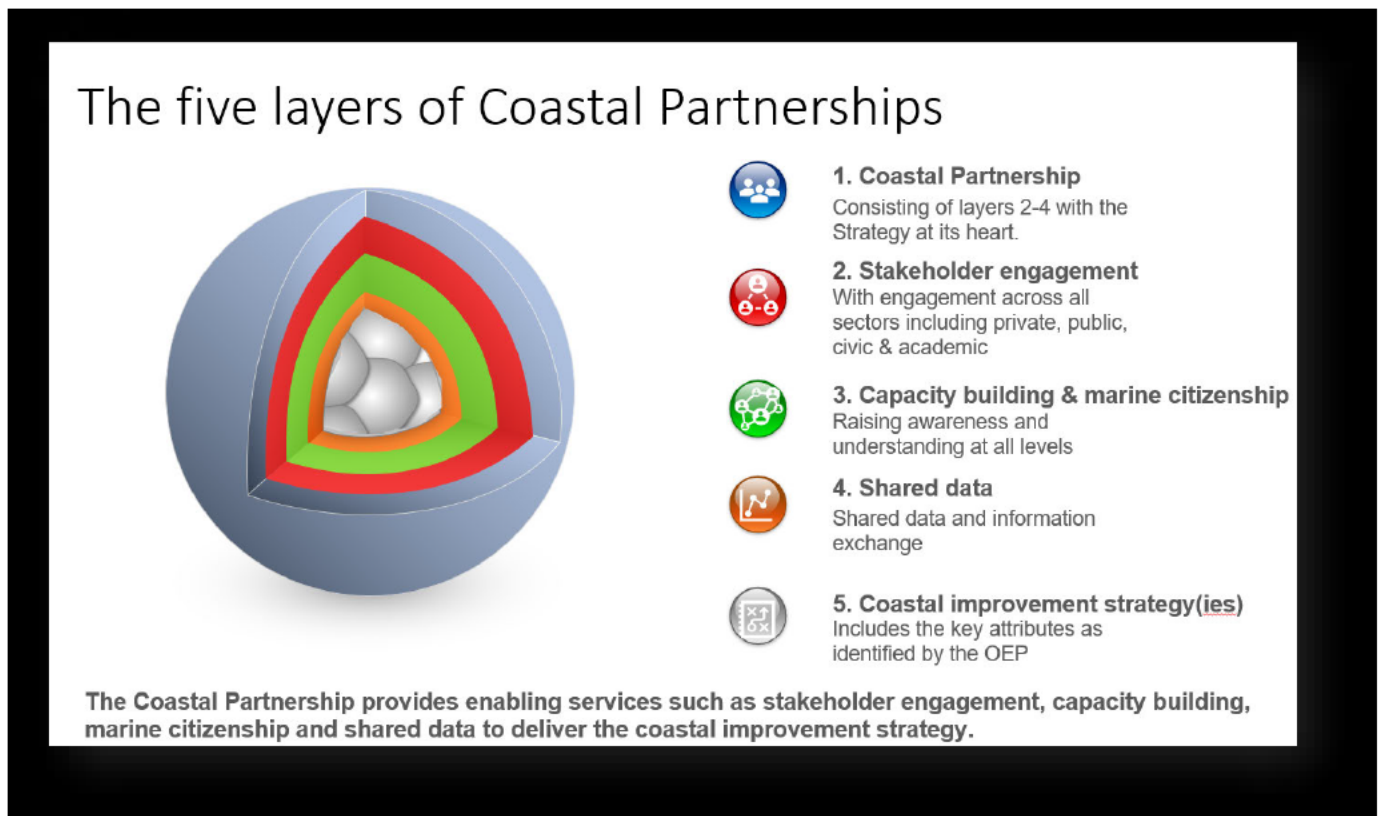 The five layers of Coastal Partnerships
1. Coastal Partnership
Consisting of layers 2-4 with the
Strategy at its heart.
2. Stakeholder engagement
With engagement across all
sectors including private, public,
civic & academic
3. Capacity building & marine citizenship
Raising awareness and
understanding at all levels
4. Shared data
Shared data and information
exchange
5. Coastal improvement strategy(ies)
Includes the key attributes as
identified by the OEP
The Coastal Partnership provides enabling services such as stakeholder engagement, capacity building,
marine citizenship and shared data to deliver the coastal improvement strategy.